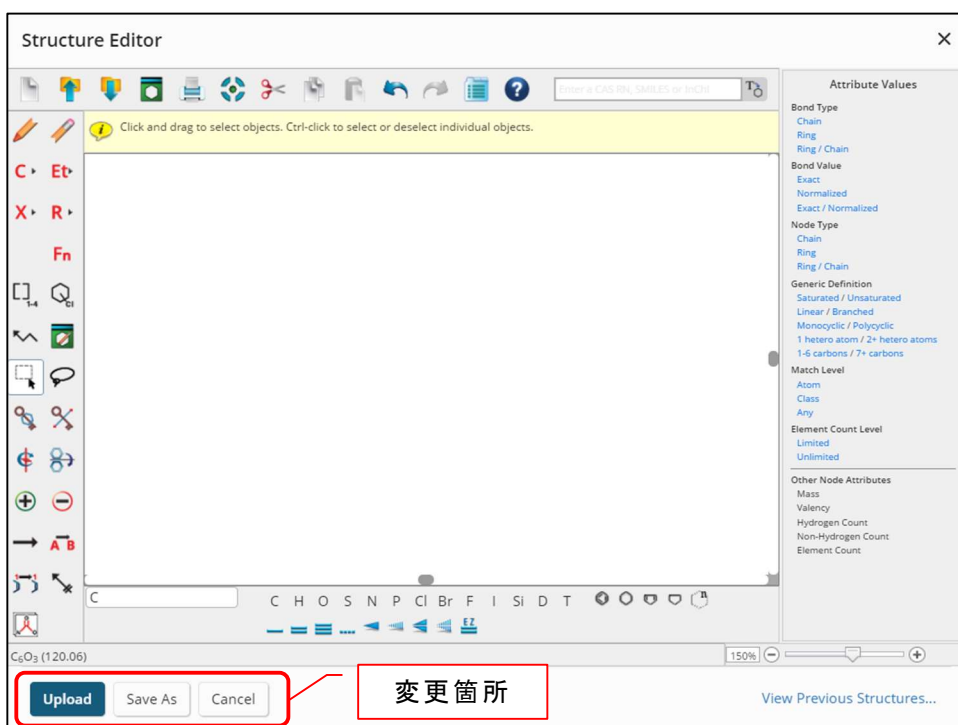 Structure Editor
×
Enter a CAS RN, SMILES or InChI
Click and drag to select objects. Ctrl-click to select or deselect individual objects.
C Et
X R
Fn
1-4 Cl
A B
Attribute Values
Bond Type
Chain
Ring
Ring / Chain
Bond Value
Exact
Normalized
Exact / Normalized
Node Type
Chain
Ring
Ring / Chain
Generic Definition
Saturated / Unsaturated
Linear / Branched
Monocyclic / Polycyclic
1 hetero atom / 2+ hetero atoms
1-6 carbons / 7+ carbons
Match Level
Atom
Class
Any
Element Count Level
Limited
Unlimited
Other Node Attributes
Mass
Valency
Hydrogen Count
Non-Hydrogen Count
Element Count
C
C H O S N P Cl Br F I Si D T
n
EZ
C₆O₃ (120.06)
150%
Upload Save As Cancel
変更箇所
View Previous Structures...